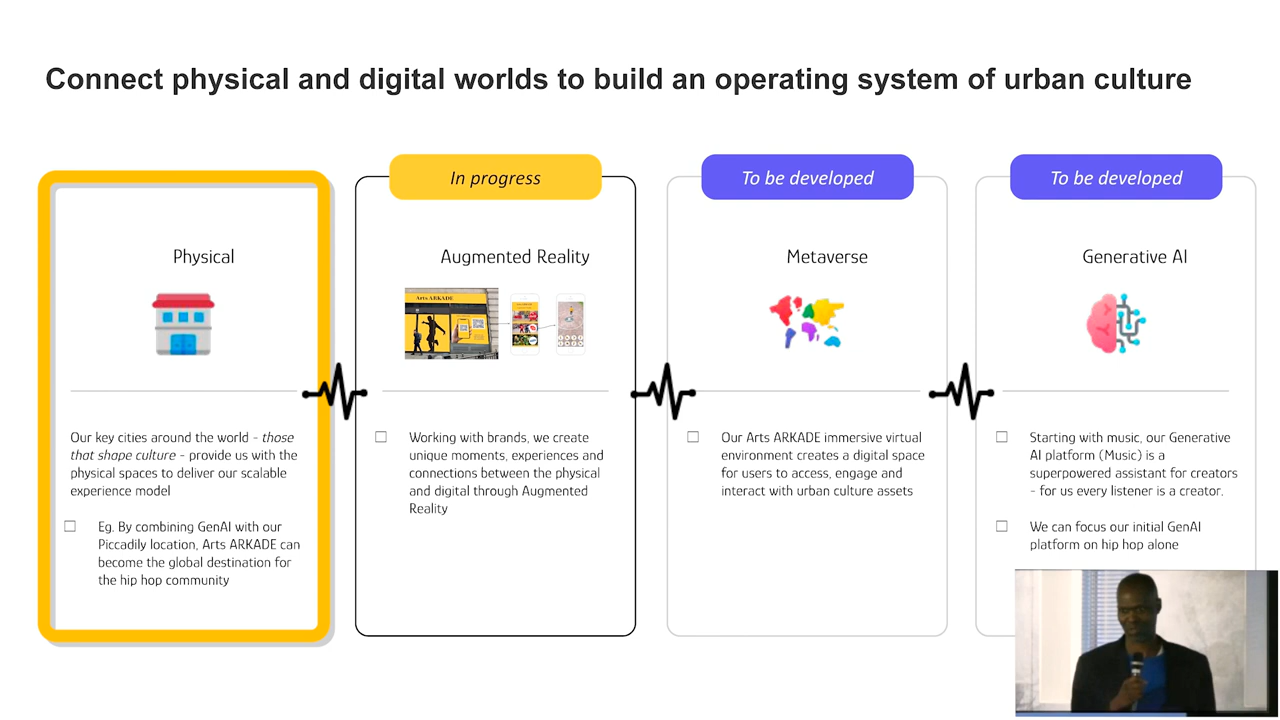 Connect physical and digital worlds to build an operating system of urban culture
Physical
Our key cities around the world - those
that shape culture - provide us with the
physical spaces to deliver our scalable
experience model
Eg. By combining GenAI with our
Piccadily location, Arts ARKADE can
become the global destination for
the hip hop community
In progress
Augmented Reality
Arts ARKADE
Working with brands, we create
unique moments, experiences and
connections between the physical
and digital through Augmented
Reality
To be developed
Metaverse
Our Arts ARKADE immersive virtual
environment creates a digital space
for users to access, engage and
interact with urban culture assets
To be developed
Generative AI
Starting with music, our Generative
AI platform (Music) is a
superpowered assistant for creators
- for us every listener is a creator.
We can focus our initial GenAI
platform on hip hop alone